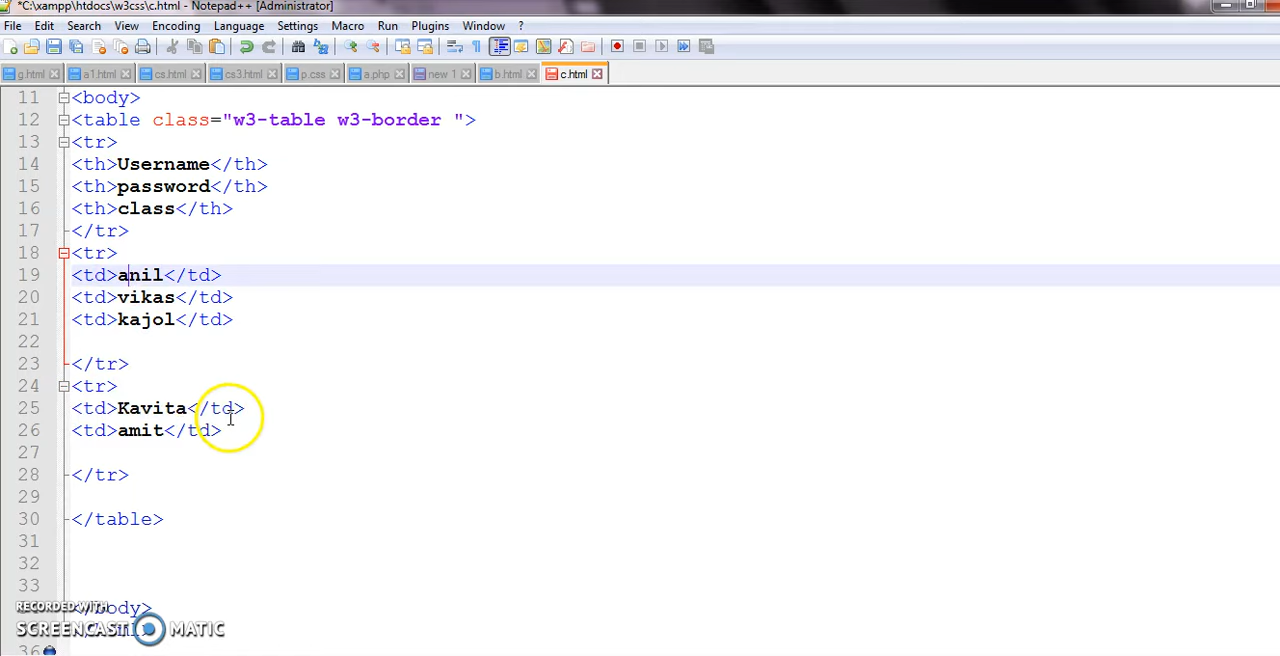 *C:\xampp\htdocs\w3css\c.html - Notepad++ [Administrator]
File Edit Search View Encoding Language Settings Macro Run Plugins Window ?
g.html a1.html cs.html cs3.html p.css a.php new 1 b.html c.html
11 <body>
12 <table class="w3-table w3-border ">
13 <tr>
14 <th>Username</th>
15 <th>password</th>
16 <th>class</th>
17 </tr>
18 <tr>
19 <td>anil</td>
20 <td>vikas</td>
21 <td>kajol</td>
22
23 </tr>
24 <tr>
25 <td>Kavita</td>
26 <td>amit</td>
27
28 </tr>
29
30 </table>
31
32
33
</body>
RECORDED WITH
SCREENCAST MATIC
36